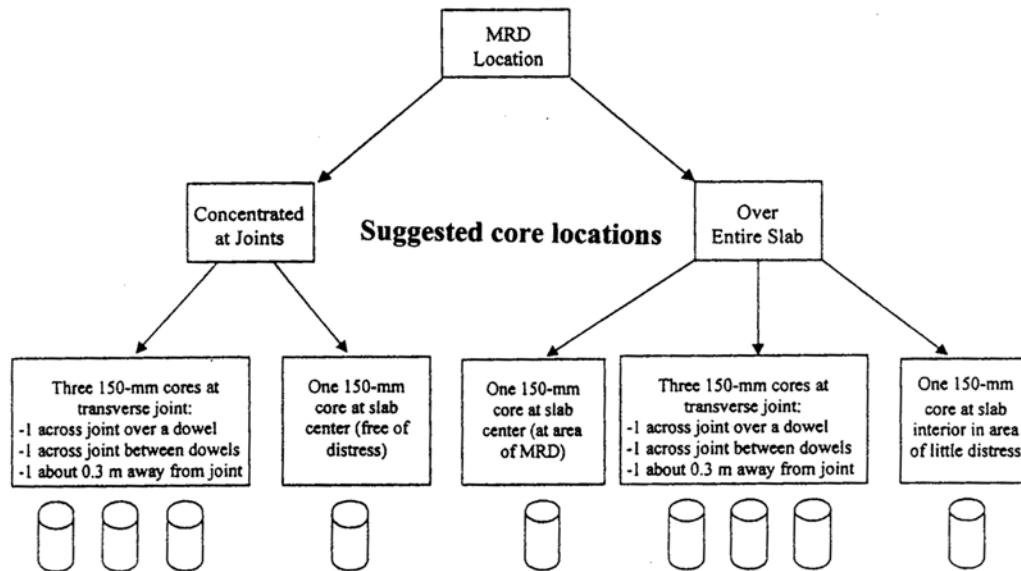 MRD
Location
Concentrated
at Joints
Suggested core locations
Over
Entire Slab
Three 150-mm cores at
transverse joint:
-1 across joint over a dowel
-1 across joint between dowels
-1 about 0.3 m away from joint
One 150-mm
core at slab
center (free of
distress)
One 150-mm
core at slab
center (at area
of MRD)
Three 150-mm cores at
transverse joint:
-1 across joint over a dowel
-1 across joint between dowels
-1 about 0.3 m away from joint
One 150-mm
core at slab
interior in area
of little distress